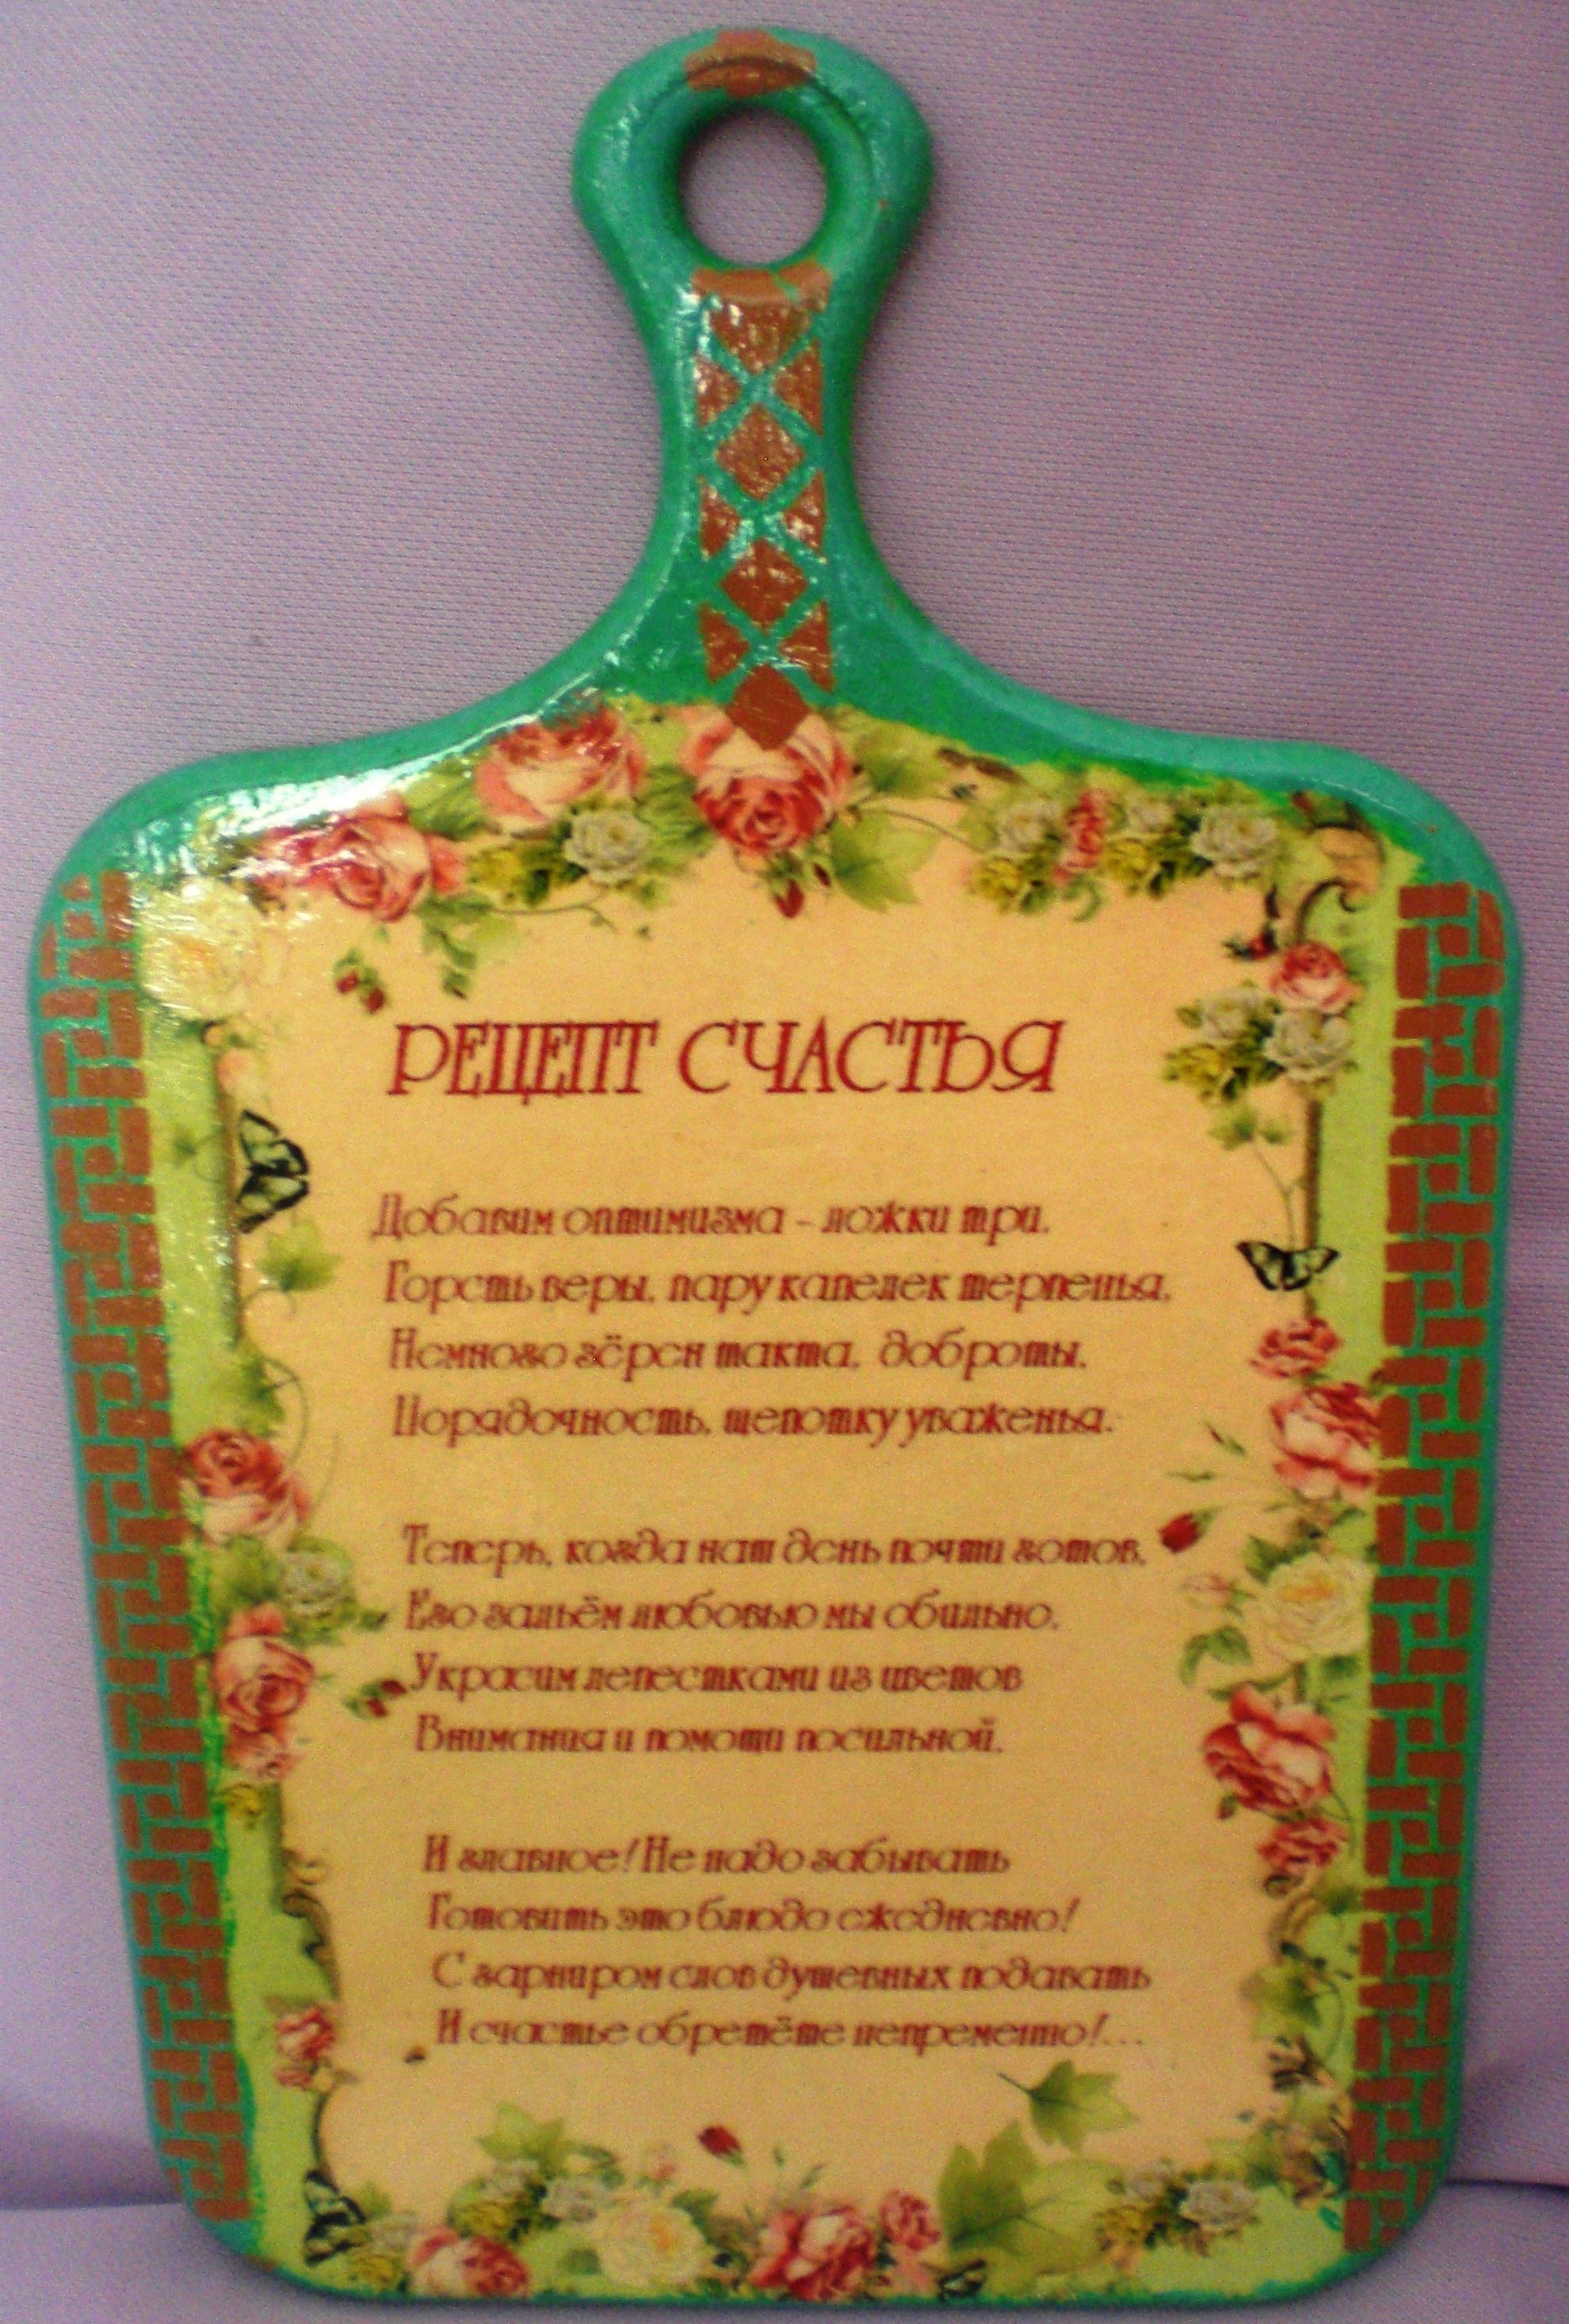 РЕЦЕПТ СЧАСТЬЯ
Добавим оптимизма - ложки три,
Горсть веры, пару капелек терпенья,
Немного зёрен такта, доброты,
Порядочность, щепотку уваженья.
Теперь, когда наш день почти готов,
Его зальём любовью мы обильно,
Украсим лепестками из цветов
Внимания и помощи посильной.
И главное! Не надо забывать
Готовить это блюдо ежедневно!
С гарниром слов душевных подавать
И счастье обретёте непременно!...